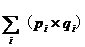 ∑ᵢ (pᵢ × qᵢ)